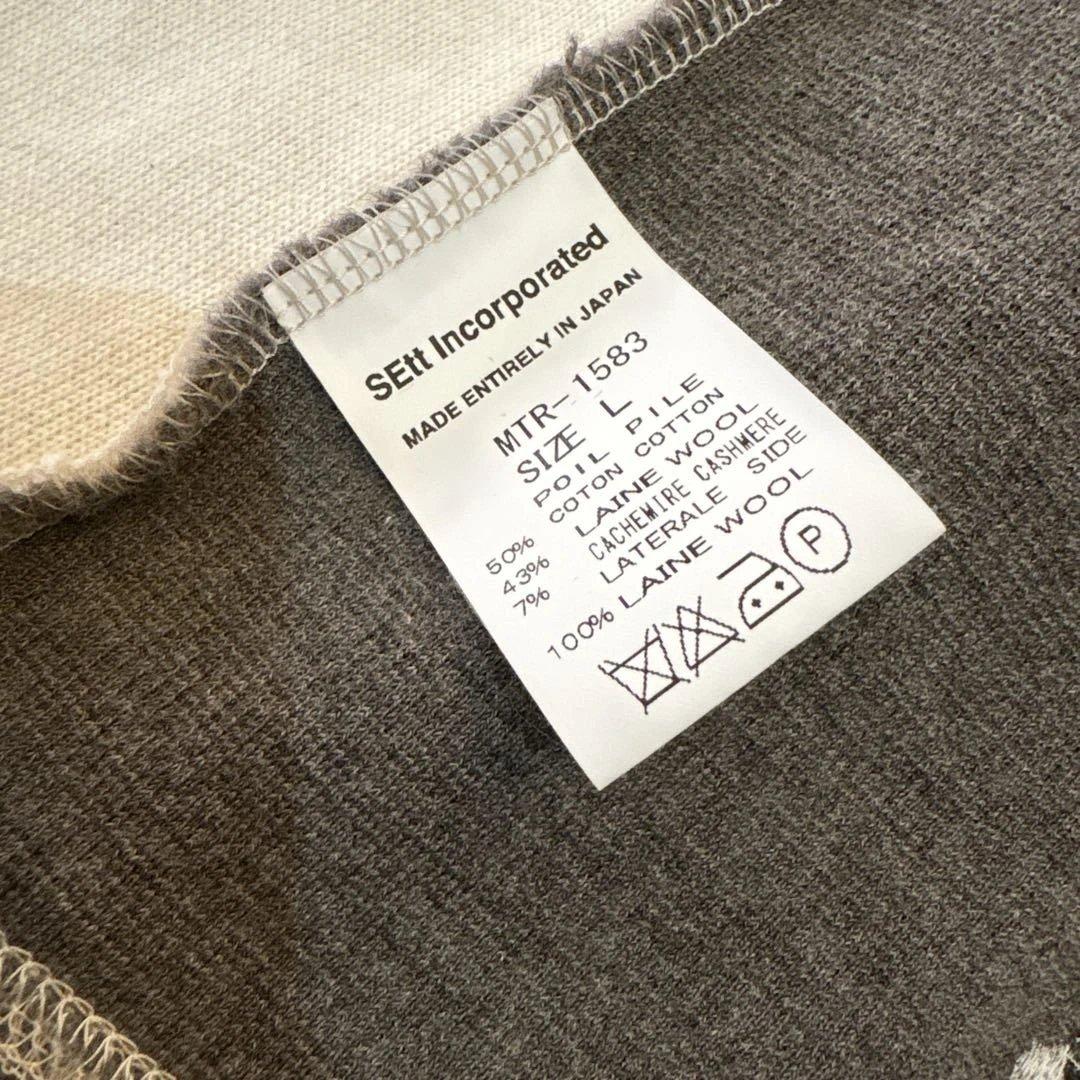 SEtt Incorporated
MADE ENTIRELY IN JAPAN
MTR-1583
SIZE L
POIL PILE
50% COTON COTTON
43% LAINE WOOL
7% CACHEMIRE CASHMERE
LATERALE SIDE
100% LAINE WOOL
P